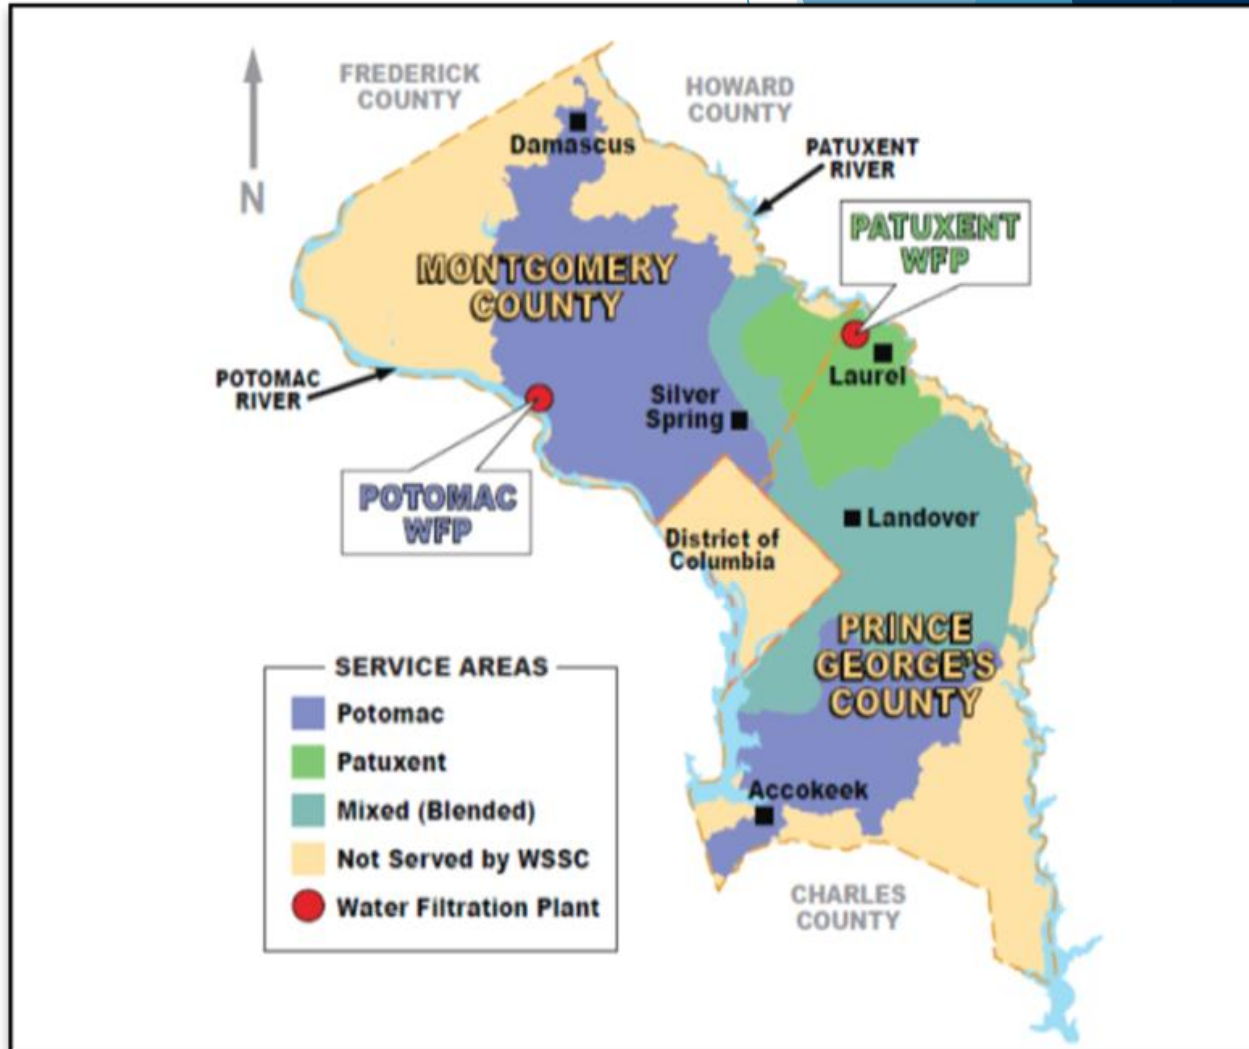 FREDERICK
COUNTY
HOWARD
COUNTY
N
Damascus
PATUXENT
RIVER
PATUXENT
WFP
MONTGOMERY
COUNTY
POTOMAC
RIVER
Laurel
Silver
Spring
POTOMAC
WFP
Landover
District of
Columbia
PRINCE
GEORGE'S
COUNTY
SERVICE AREAS
Potomac
Patuxent
Mixed (Blended)
Not Served by WSSC
Water Filtration Plant
Accokeek
CHARLES
COUNTY